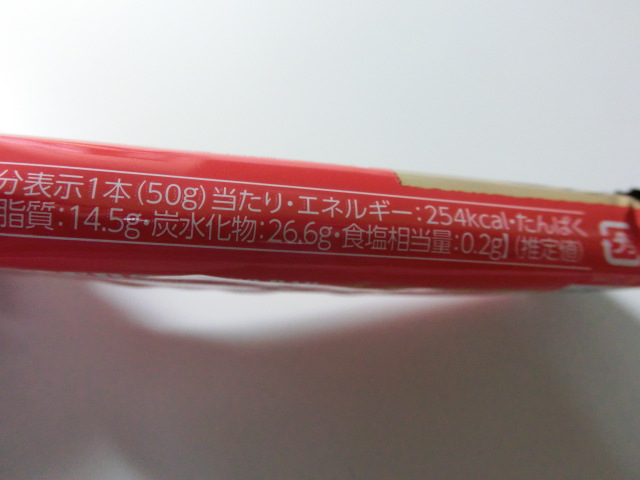 分表示1本(50g)当たり・エネルギー:254kcal・たんぱく
脂質:14.5g・炭水化物:26.6g・食塩相当量:0.2g】(推定値)